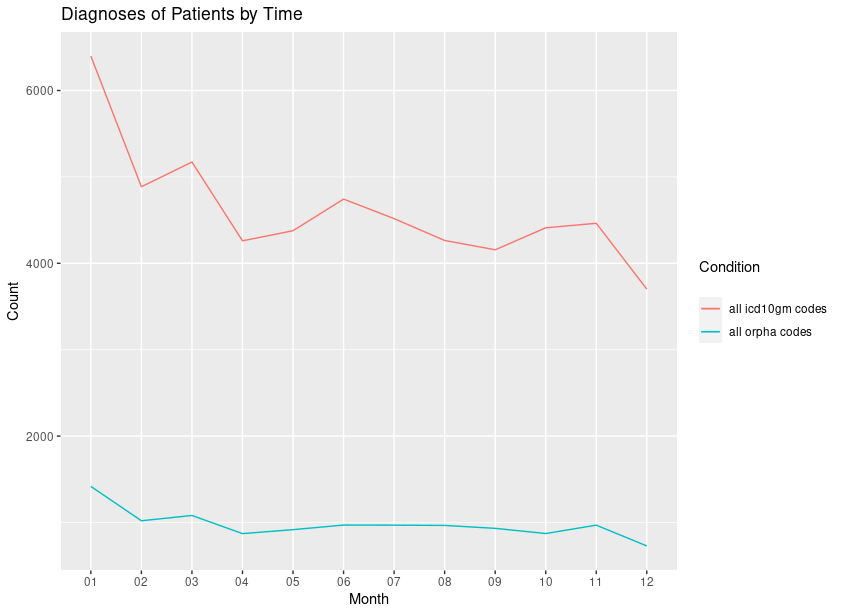 Diagnoses of Patients by Time
Count
6000
4000
2000
01 02 03 04 05 06 07 08 09 10 11 12
Month
Condition
all icd10gm codes
all orpha codes